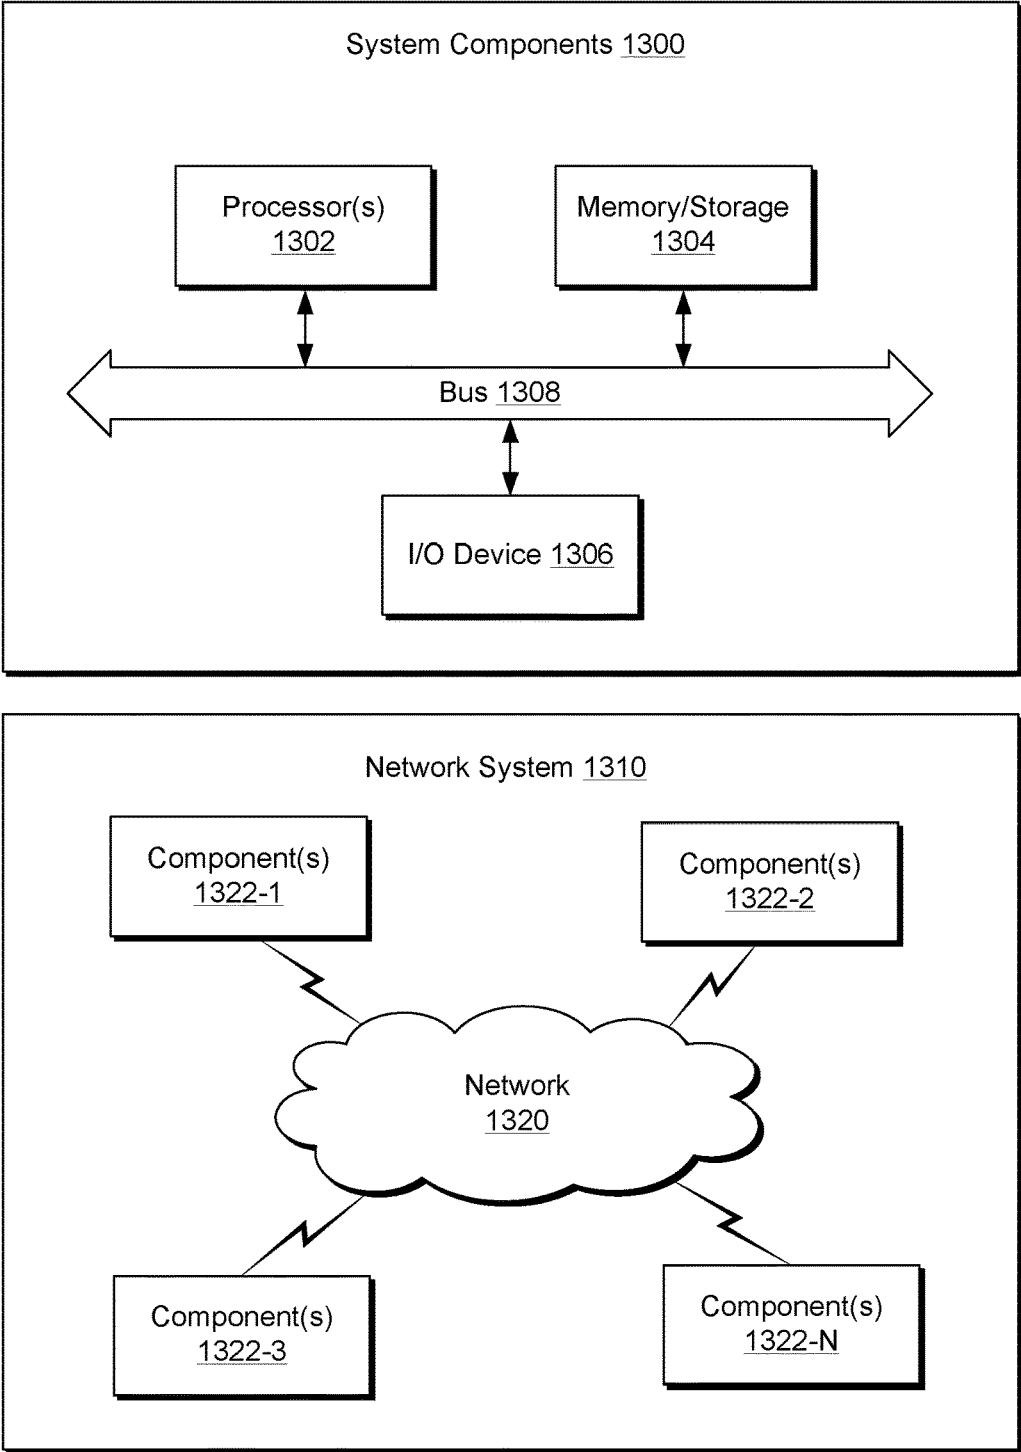 System Components 1300
Processor(s)
1302
Memory/Storage
1304
Bus 1308
I/O Device 1306
Network System 1310
Component(s)
1322-1
Component(s)
1322-2
Network
1320
Component(s)
1322-3
Component(s)
1322-N